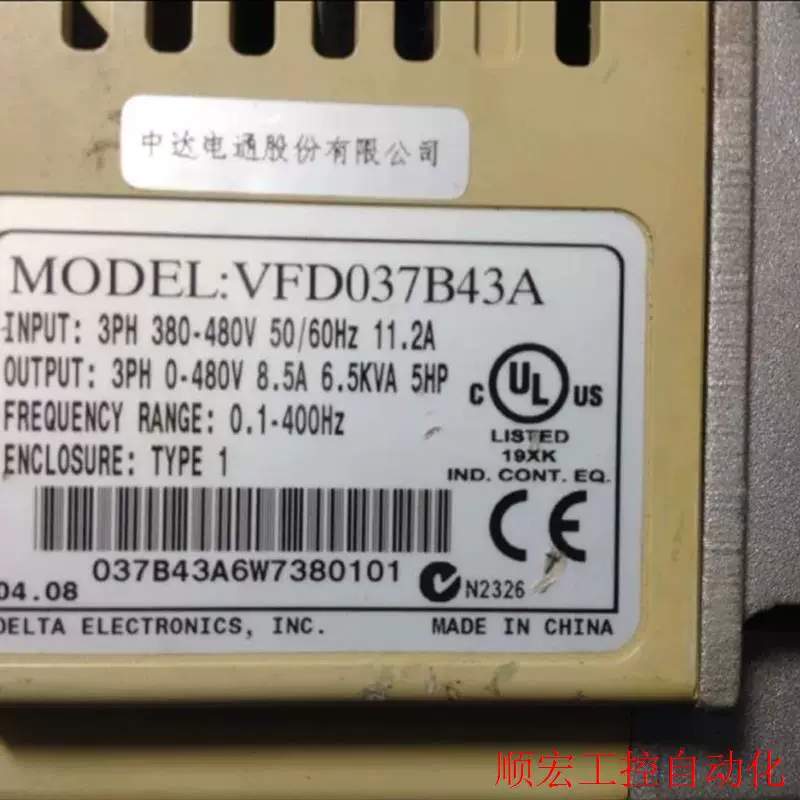 中达电通股份有限公司
MODEL:VFD037B43A
INPUT: 3PH 380-480V 50/60Hz 11.2A
OUTPUT: 3PH 0-480V 8.5A 6.5KVA 5HP
FREQUENCY RANGE: 0.1-400Hz
ENCLOSURE: TYPE 1
C UL US
LISTED
19XK
IND. CONT. EQ.
CE
037B43A6W7380101
04.08
N2326
DELTA ELECTRONICS, INC. MADE IN CHINA
顺宏工控自动化